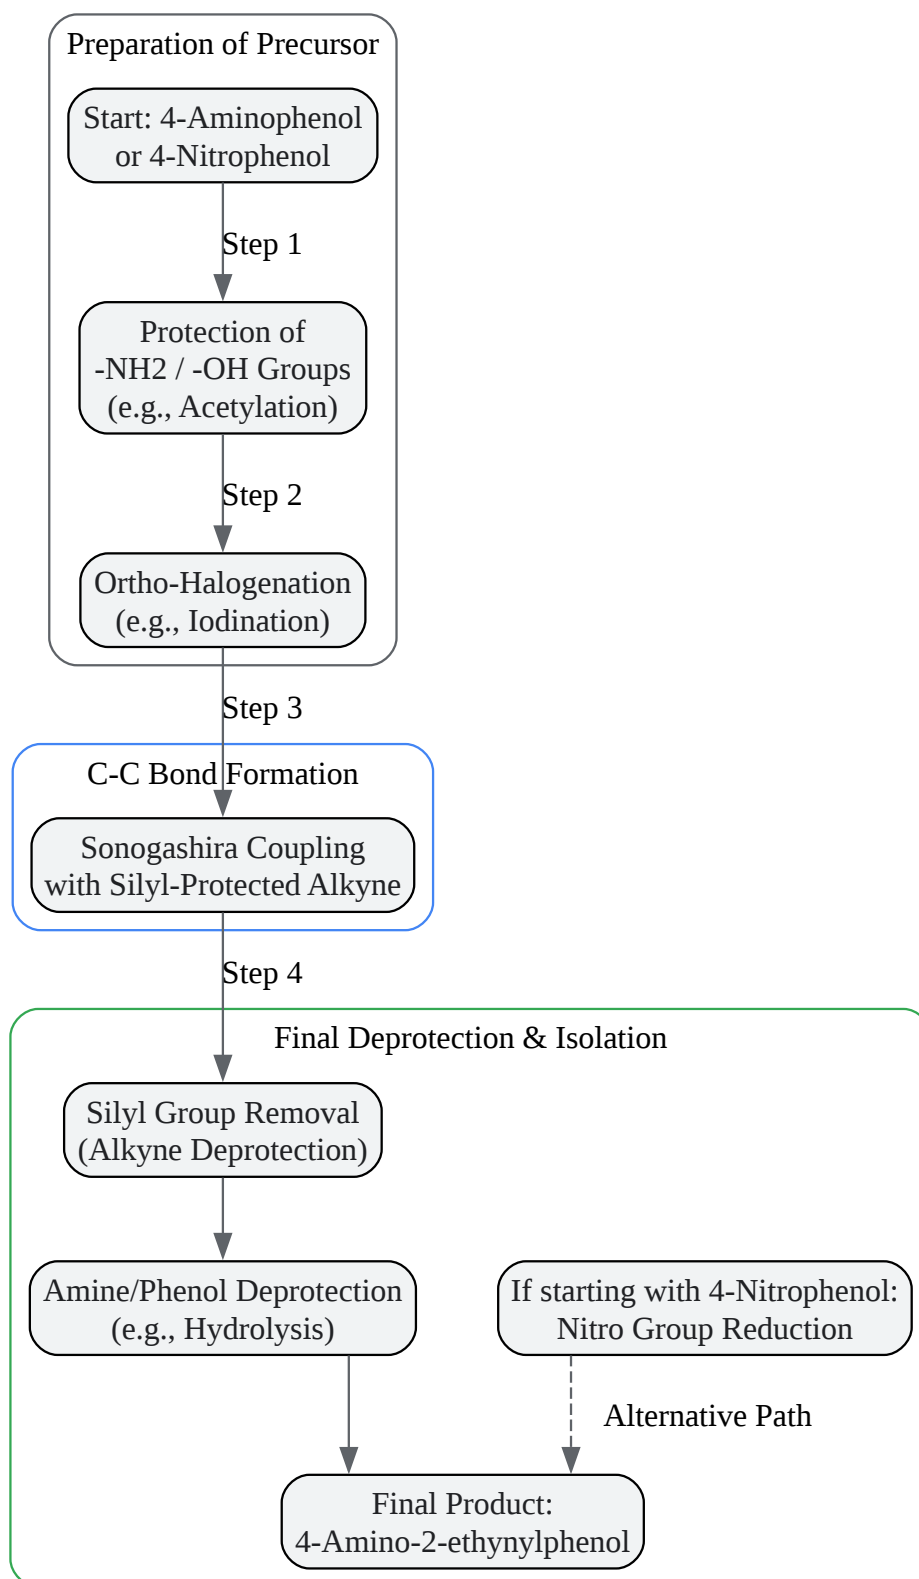 Preparation of Precursor
Start: 4-Aminophenol
or 4-Nitrophenol
Step 1
Protection of
-NH2 / -OH Groups
(e.g., Acetylation)
Step 2
Ortho-Halogenation
(e.g., Iodination)
Step 3
C-C Bond Formation
Sonogashira Coupling
with Silyl-Protected Alkyne
Step 4
Final Deprotection & Isolation
Silyl Group Removal
(Alkyne Deprotection)
Amine/Phenol Deprotection
(e.g., Hydrolysis)
If starting with 4-Nitrophenol:
Nitro Group Reduction
Alternative Path
Final Product:
4-Amino-2-ethynylphenol